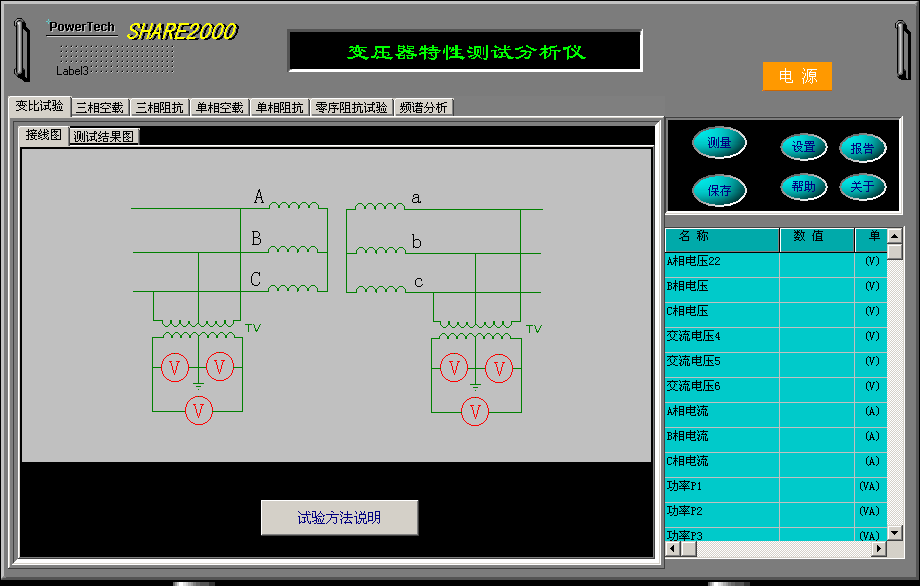 PowerTech SHARE2000
Label3
变压器特性测试分析仪
电 源
变比试验 三相空载 三相阻抗 单相空载 单相阻抗 零序阻抗试验 频谱分析
接线图 测试结果图
测量 设置 报告
保存 帮助 关于
A a
B b
C c
TV TV
V V V V
V V
试验方法说明
名 称 数 值 单
A相电压22 (V)
B相电压 (V)
C相电压 (V)
交流电压4 (V)
交流电压5 (V)
交流电压6 (V)
A相电流 (A)
B相电流 (A)
C相电流 (A)
功率P1 (VA)
功率P2 (VA)
功率P3 (VA)